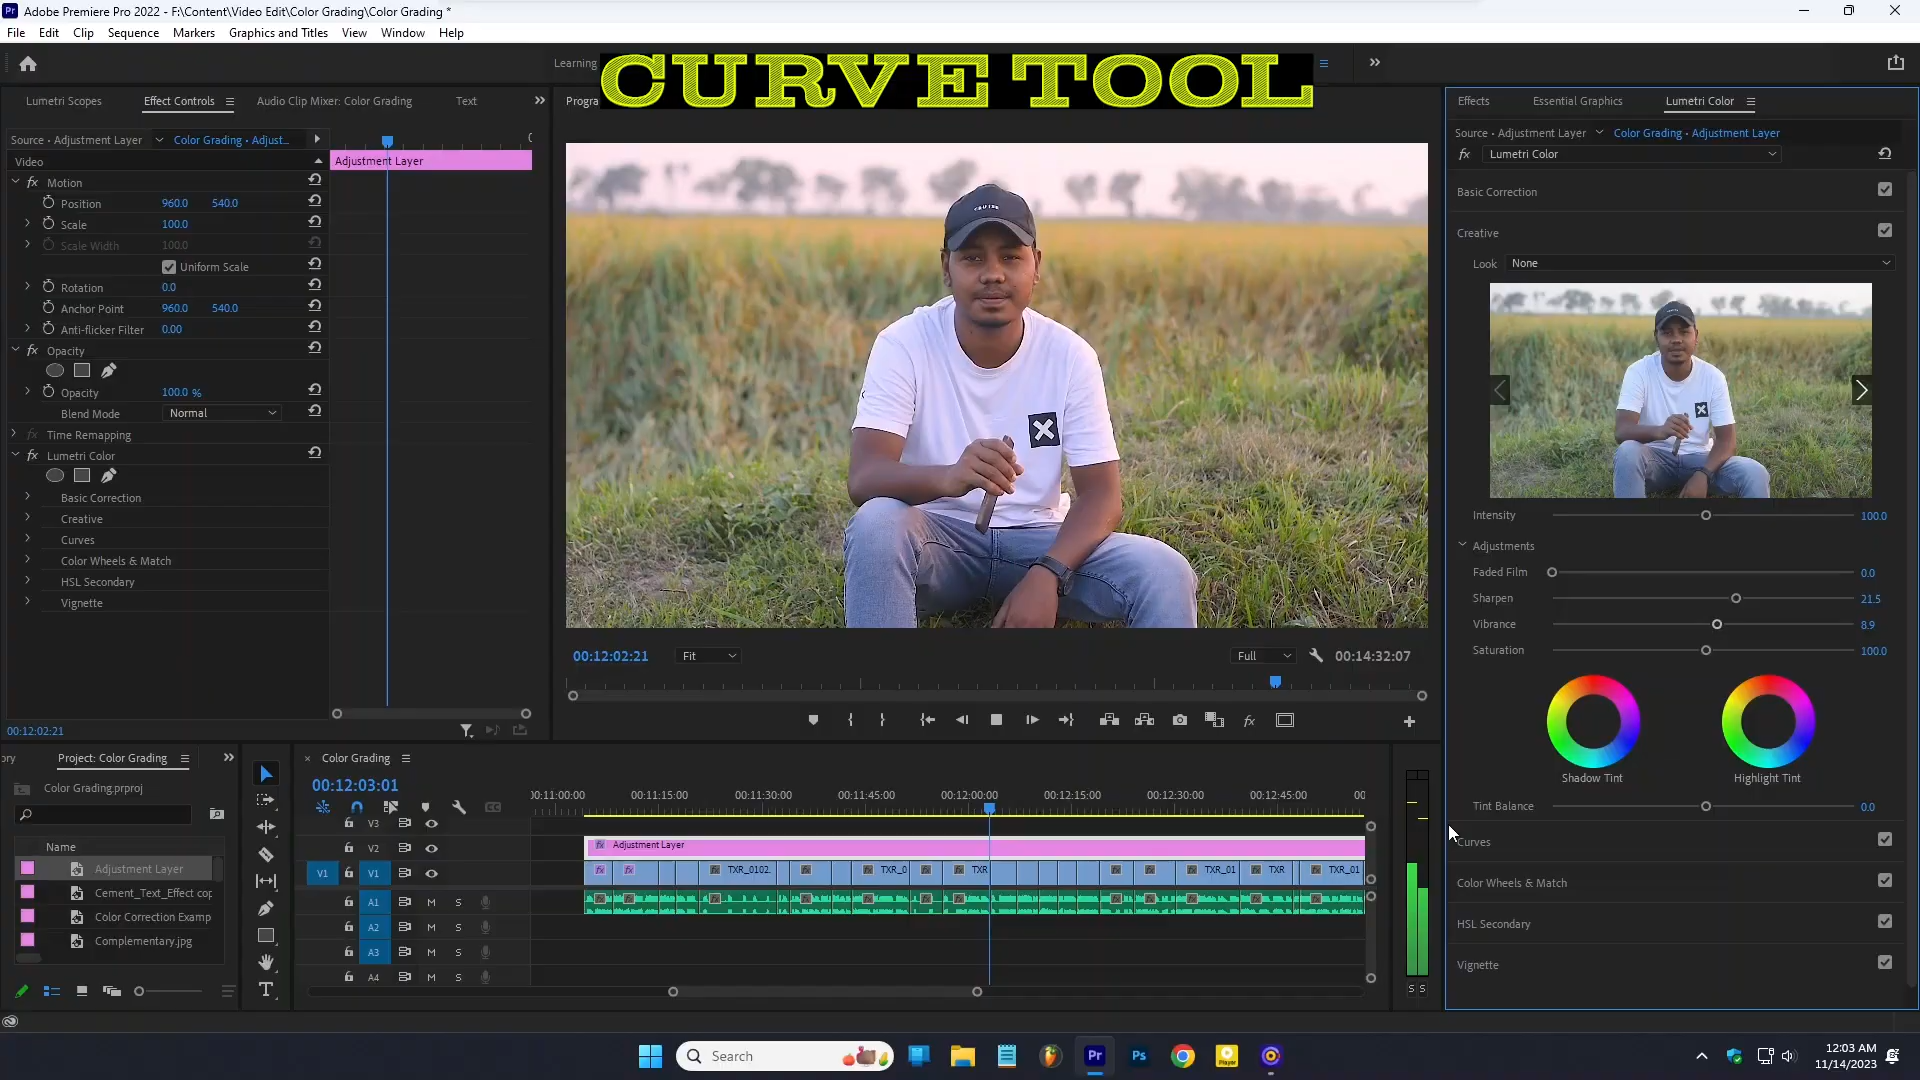 Adobe Premiere Pro 2022 - F:\Content\Video Edit\Color Grading\Color Grading *
File Edit Clip Sequence Markers Graphics and Titles View Window Help
Learning
CURVE TOOL
Lumetri Scopes Effect Controls Audio Clip Mixer: Color Grading Text
Source - Adjustment Layer Color Grading - Adjust...
Video
Adjustment Layer
Motion
Position 960.0 540.0
Scale 100.0
Scale Width 100.0
Uniform Scale
Rotation 0.0
Anchor Point 960.0 540.0
Anti-flicker Filter 0.00
Opacity
Opacity 100.0 %
Blend Mode Normal
Time Remapping
Lumetri Color
Basic Correction
Creative
Curves
Color Wheels & Match
HSL Secondary
Vignette
00:12:02:21
Progra
00:12:02:21 Fit Full 00:14:32:07
Effects Essential Graphics Lumetri Color
Source - Adjustment Layer Color Grading - Adjustment Layer
fx Lumetri Color
Basic Correction
Creative
Look None
Intensity 100.0
Adjustments
Faded Film 0.0
Sharpen 21.5
Vibrance 8.9
Saturation 100.0
Shadow Tint Highlight Tint
Tint Balance 0.0
Curves
Color Wheels & Match
HSL Secondary
Vignette
ory Project: Color Grading
Color Grading.prproj
Name
Adjustment Layer
Cement_Text_Effect cop
Color Correction Examp
Complementary.jpg
Color Grading
00:12:03:01
00:11:00:00 00:11:15:00 00:11:30:00 00:11:45:00 00:12:00:00 00:12:15:00 00:12:30:00 00:12:45:00 00
V3
V2 Adjustment Layer
V1 V1 TXR_0102. TXR_0 TXR TXR_01 TXR TXR_01
A1 M S
A2 M S
A3 M S
A4 M S
S S
Search
12:03 AM
11/14/2023